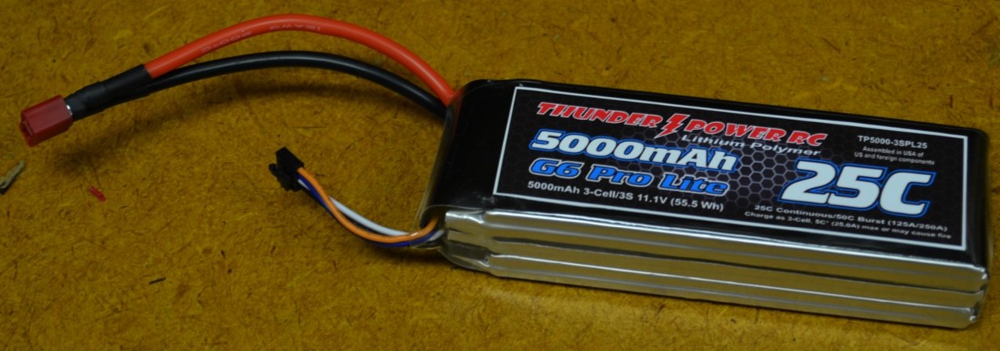 THUNDER POWER RC
Lithium Polymer
5000mAh
G6 Pro Lite
5000mAh 3-Cell/3S 11.1V (55.5 Wh)
TP5000-3SPL25
Assembled in USA of
US and foreign components
25C
25C Continuous/50C Burst (125A/250A)
Charge as 3-Cell, 5C* (25.0A) max or may cause fire